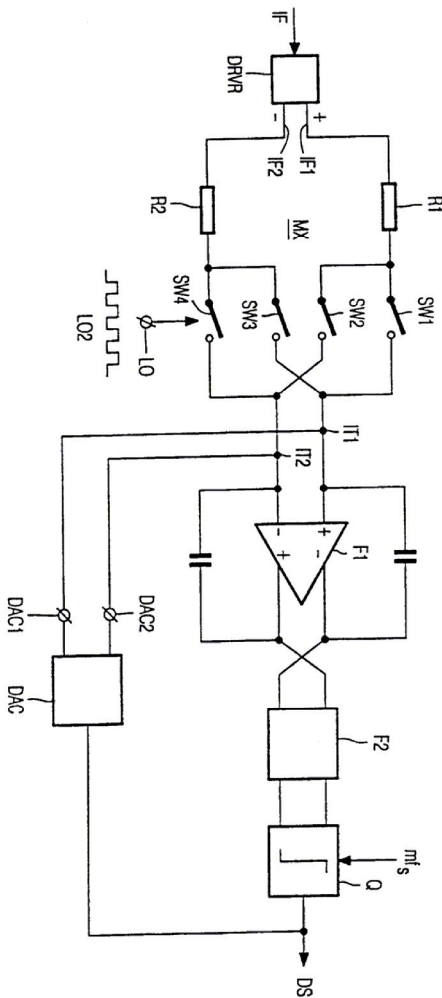 IF
DRVR
+
-
IF1
IF2
R1
R2
MX
SW1
SW2
SW3
SW4
LO
LO2
IT1
IT2
+
-
-
+
F1
DAC1
DAC2
DAC
F2
mfs
Q
DS